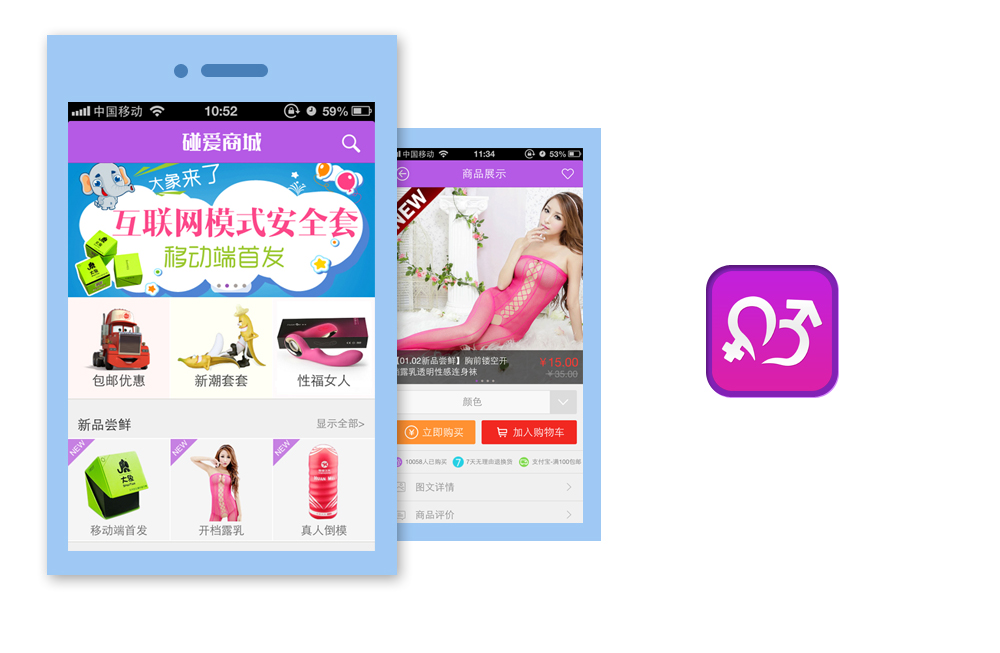 中国移动
10:52
59%
碰爱商城
大象来了
互联网模式安全套
移动端首发
包邮优惠
新潮套套
性福女人
新品尝鲜
显示全部>
NEW
NEW
NEW
大象
移动端首发
开档露乳
真人倒模
中国移动
11:34
53%
商品展示
NEW
【01.02新品尝鲜】胸前镂空开
档露乳透明性感连身袜
￥15.00
￥35.00
颜色
立即购买
加入购物车
10058人已购买
7
7天无理由退换货
支付宝-满100包邮
图文详情
商品评价